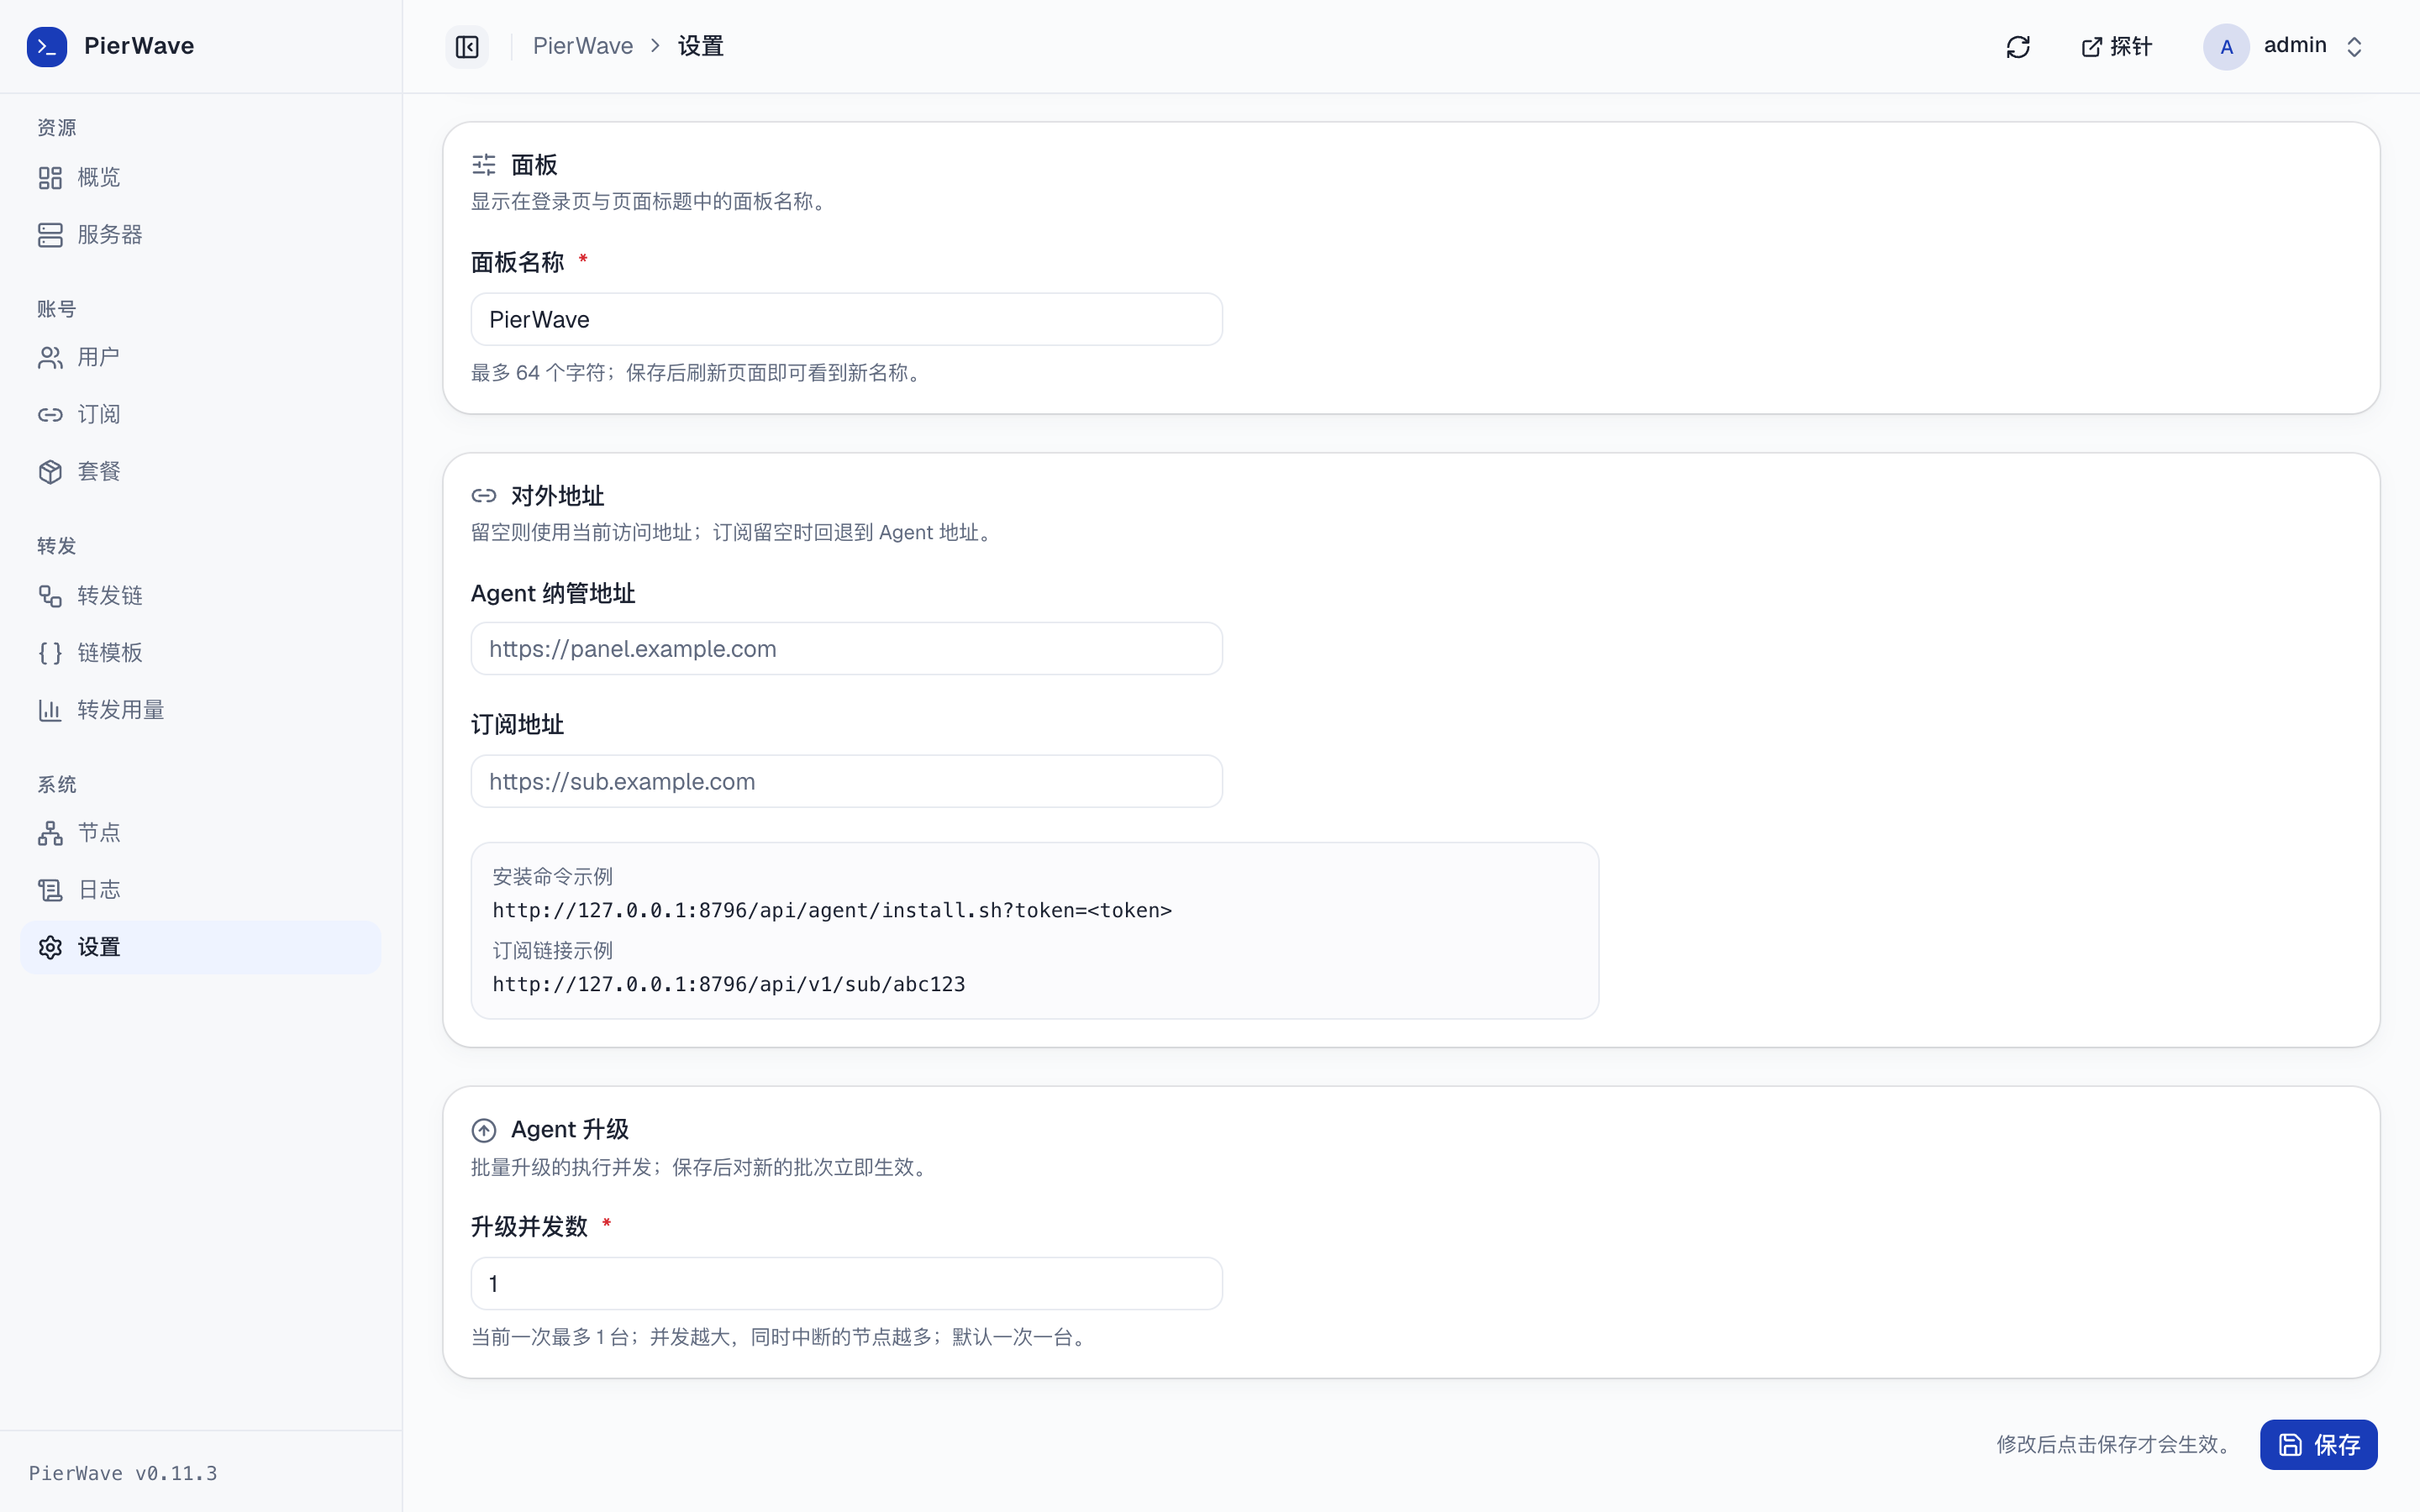 PierWave
PierWave > 设置
探针
A
admin
资源
概览
服务器
账号
用户
订阅
套餐
转发
转发链
链模板
转发用量
系统
节点
日志
设置
PierWave v0.11.3
面板
显示在登录页与页面标题中的面板名称。
面板名称 *
PierWave
最多 64 个字符；保存后刷新页面即可看到新名称。
对外地址
留空则使用当前访问地址；订阅留空时回退到 Agent 地址。
Agent 纳管地址
https://panel.example.com
订阅地址
https://sub.example.com
安装命令示例
http://127.0.0.1:8796/api/agent/install.sh?token=<token>
订阅链接示例
http://127.0.0.1:8796/api/v1/sub/abc123
Agent 升级
批量升级的执行并发；保存后对新的批次立即生效。
升级并发数 *
1
当前一次最多 1 台；并发越大，同时中断的节点越多；默认一次一台。
修改后点击保存才会生效。
保存